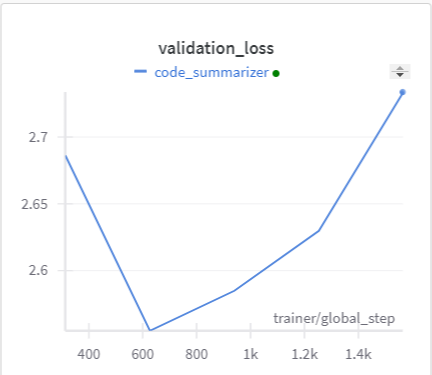 validation_loss
code_summarizer
2.7
2.65
2.6
trainer/global_step
400 600 800 1k 1.2k 1.4k